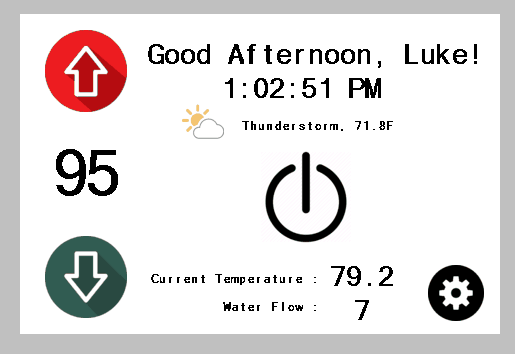 Good Afternoon, Luke!
1:02:51 PM
Thunderstorm, 71.8F
95
Current Temperature : 79.2
Water Flow : 7